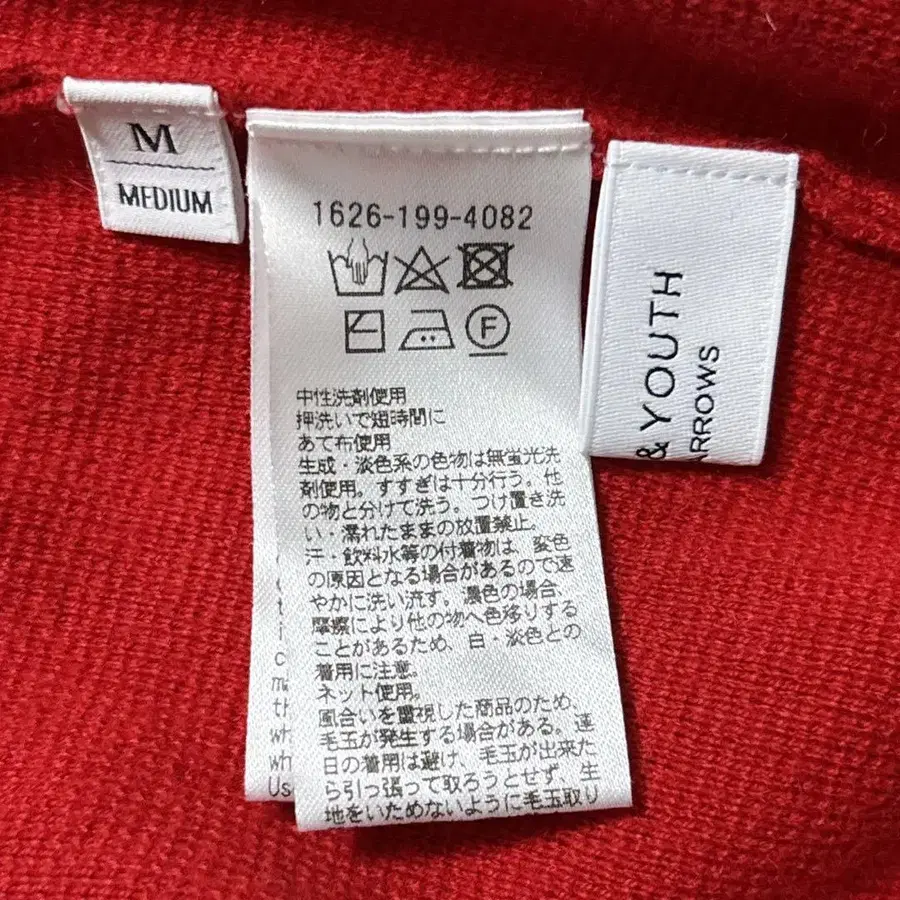 M
MEDIUM
1626-199-4082
F
中性洗剤使用
押洗いで短時間に
あて布使用
生成・淡色系の色物は無蛍光洗
剤使用。すすぎは十分行う。他
の物と分けて洗う。つけ置き洗
い・濡れたままの放置禁止。
汗・飲料水等の付着物は、変色
の原因となる場合があるので速
やかに洗い流す。濃色の場合、
摩擦により他の物へ色移りする
ことがあるため、白・淡色との
着用に注意。
ネット使用。
風合いを重視した商品のため、
毛玉が発生する場合がある。連
日の着用は避け、毛玉が出来た
ら引っ張って取ろうとせず、生
地をいためないように毛玉取り
th
wh
wh
Us
& YOUTH
ARROWS